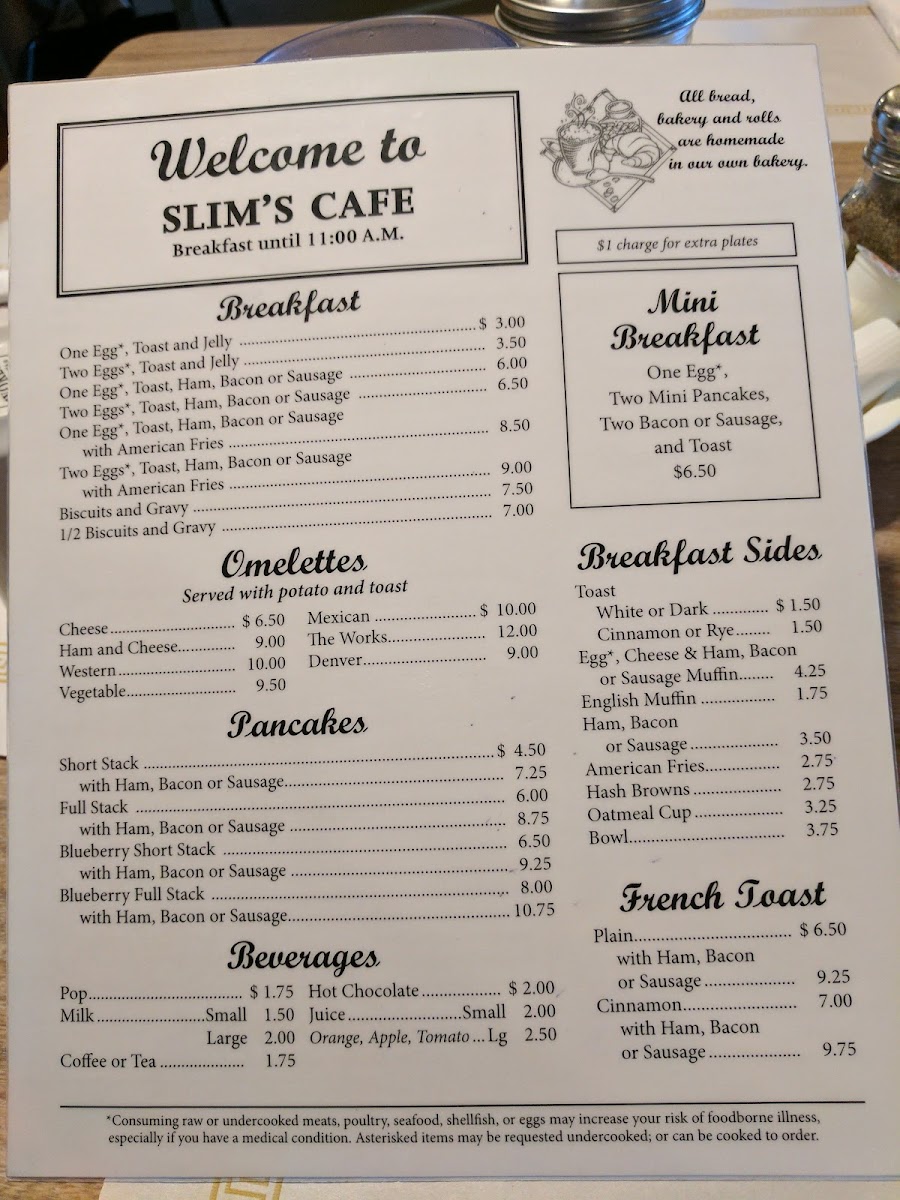 Welcome to
SLIM'S CAFE
Breakfast until 11:00 A.M.
All bread,
bakery and rolls
are homemade
in our own bakery.
$1 charge for extra plates
Mini
Breakfast
One Egg*,
Two Mini Pancakes,
Two Bacon or Sausage,
and Toast
$6.50
Breakfast
One Egg*, Toast and Jelly ........ $ 3.00
Two Eggs*, Toast and Jelly ........ 3.50
One Egg*, Toast, Ham, Bacon or Sausage ........ 6.00
Two Eggs*, Toast, Ham, Bacon or Sausage ........ 6.50
One Egg*, Toast, Ham, Bacon or Sausage
with American Fries ........ 8.50
Two Eggs*, Toast, Ham, Bacon or Sausage
with American Fries ........ 9.00
Biscuits and Gravy ........ 7.50
1/2 Biscuits and Gravy ........ 7.00
Omelettes
Served with potato and toast
Cheese........ $ 6.50
Ham and Cheese........ 9.00
Western........ 10.00
Vegetable........ 9.50
Mexican ........ $ 10.00
The Works........ 12.00
Denver........ 9.00
Pancakes
Short Stack ........ $ 4.50
with Ham, Bacon or Sausage........ 7.25
Full Stack ........ 6.00
with Ham, Bacon or Sausage ........ 8.75
Blueberry Short Stack ........ 6.50
with Ham, Bacon or Sausage ........ 9.25
Blueberry Full Stack ........ 8.00
with Ham, Bacon or Sausage........ 10.75
Beverages
Pop........ $ 1.75
Milk........Small 1.50
Large 2.00
Coffee or Tea ........ 1.75
Hot Chocolate ........ $ 2.00
Juice........Small 2.00
Orange, Apple, Tomato ...Lg 2.50
Breakfast Sides
Toast
White or Dark ........ $ 1.50
Cinnamon or Rye........ 1.50
Egg*, Cheese & Ham, Bacon
or Sausage Muffin........ 4.25
English Muffin ........ 1.75
Ham, Bacon
or Sausage ........ 3.50
American Fries........ 2.75
Hash Browns ........ 2.75
Oatmeal Cup ........ 3.25
Bowl........ 3.75
French Toast
Plain........ $ 6.50
with Ham, Bacon
or Sausage ........ 9.25
Cinnamon........ 7.00
with Ham, Bacon
or Sausage ........ 9.75
*Consuming raw or undercooked meats, poultry, seafood, shellfish, or eggs may increase your risk of foodborne illness,
especially if you have a medical condition. Asterisked items may be requested undercooked; or can be cooked to order.